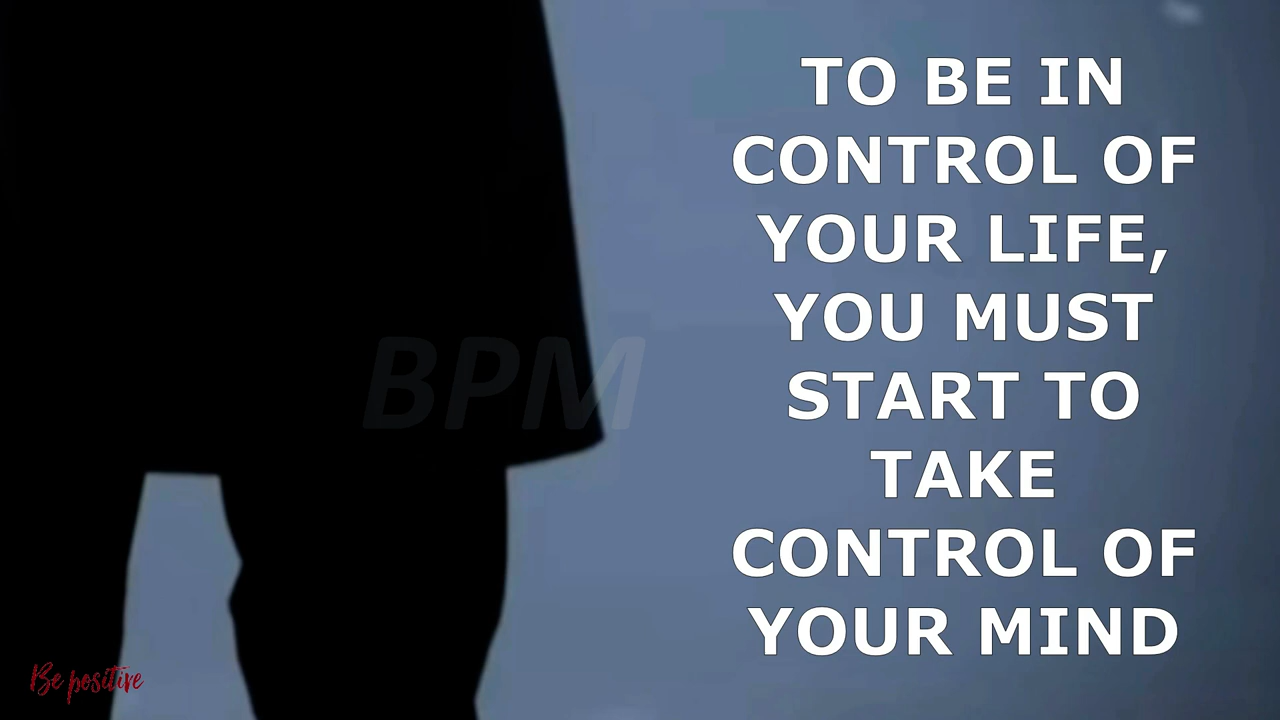 TO BE IN
CONTROL OF
YOUR LIFE,
YOU MUST
START TO
TAKE
CONTROL OF
YOUR MIND
BPM
Be positive